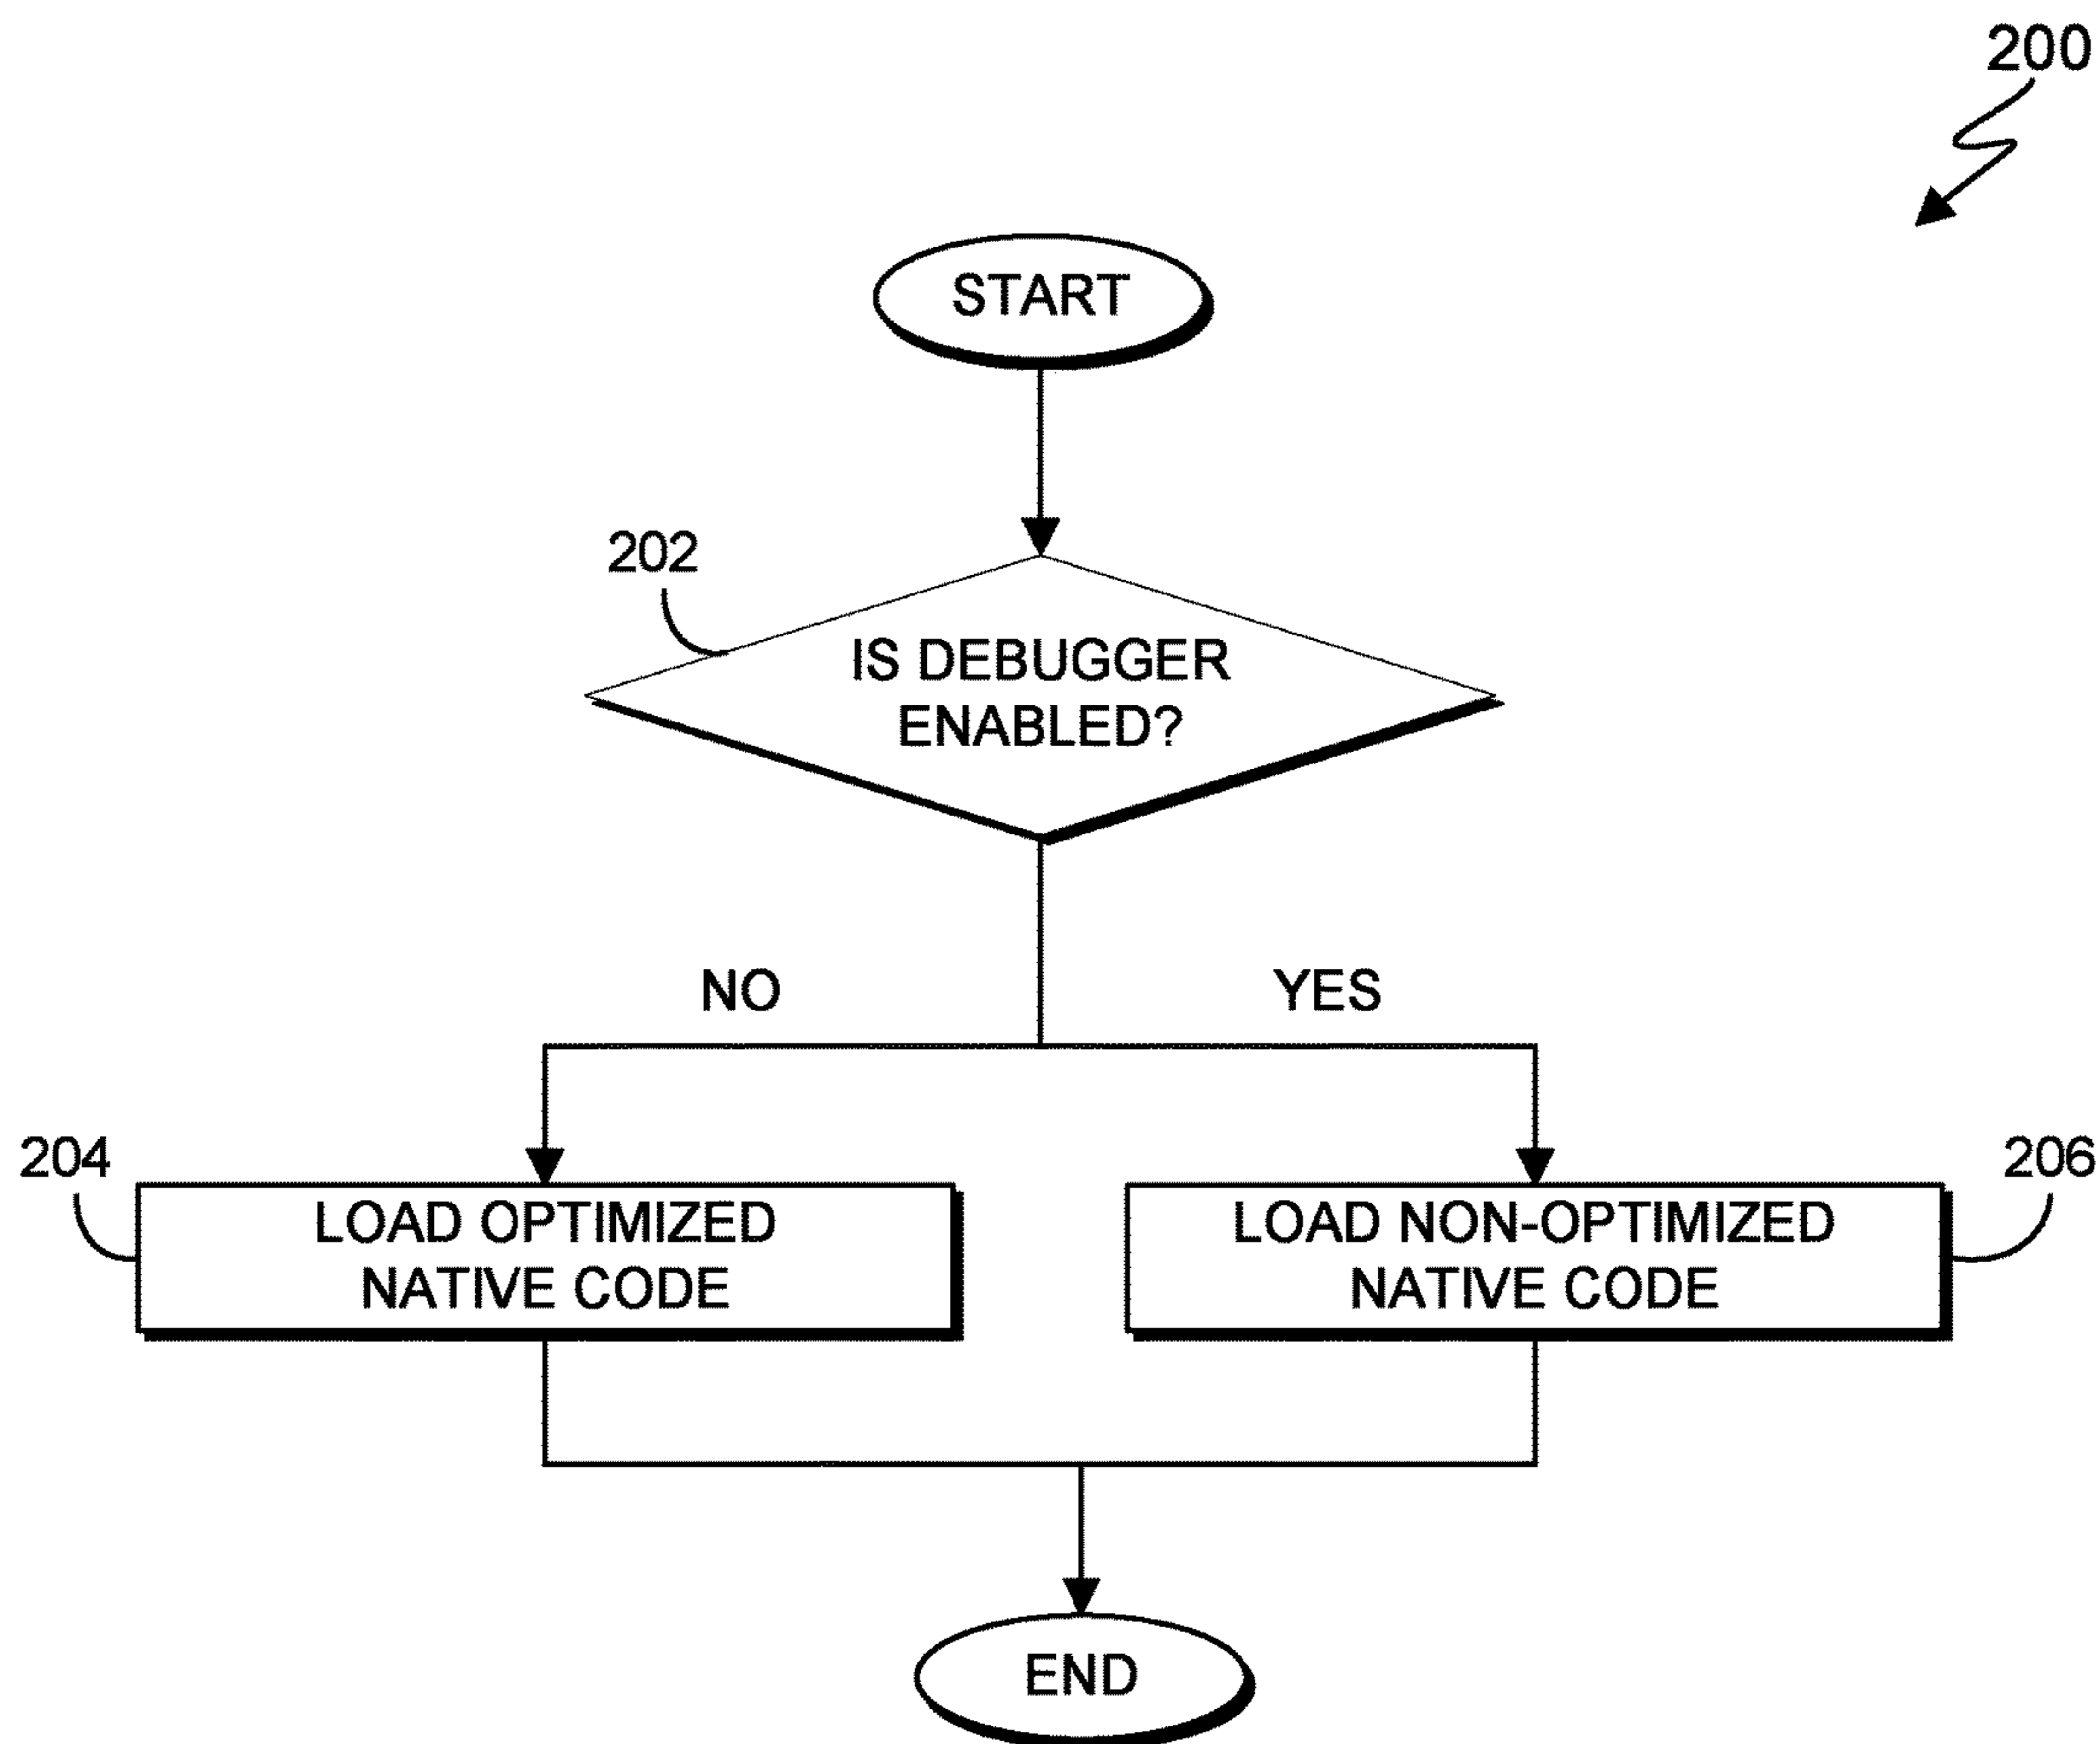 200
START
202
IS DEBUGGER
ENABLED?
NO
YES
204
LOAD OPTIMIZED
NATIVE CODE
LOAD NON-OPTIMIZED
NATIVE CODE
206
END